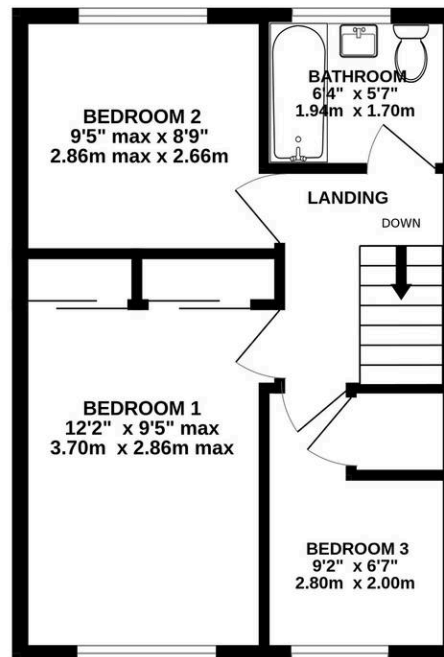 BATHROOM
6'4" x 5'7"
1.94m x 1.70m
BEDROOM 2
9'5" max x 8'9"
2.86m max x 2.66m
LANDING
DOWN
BEDROOM 1
12'2" x 9'5" max
3.70m x 2.86m max
BEDROOM 3
9'2" x 6'7"
2.80m x 2.00m